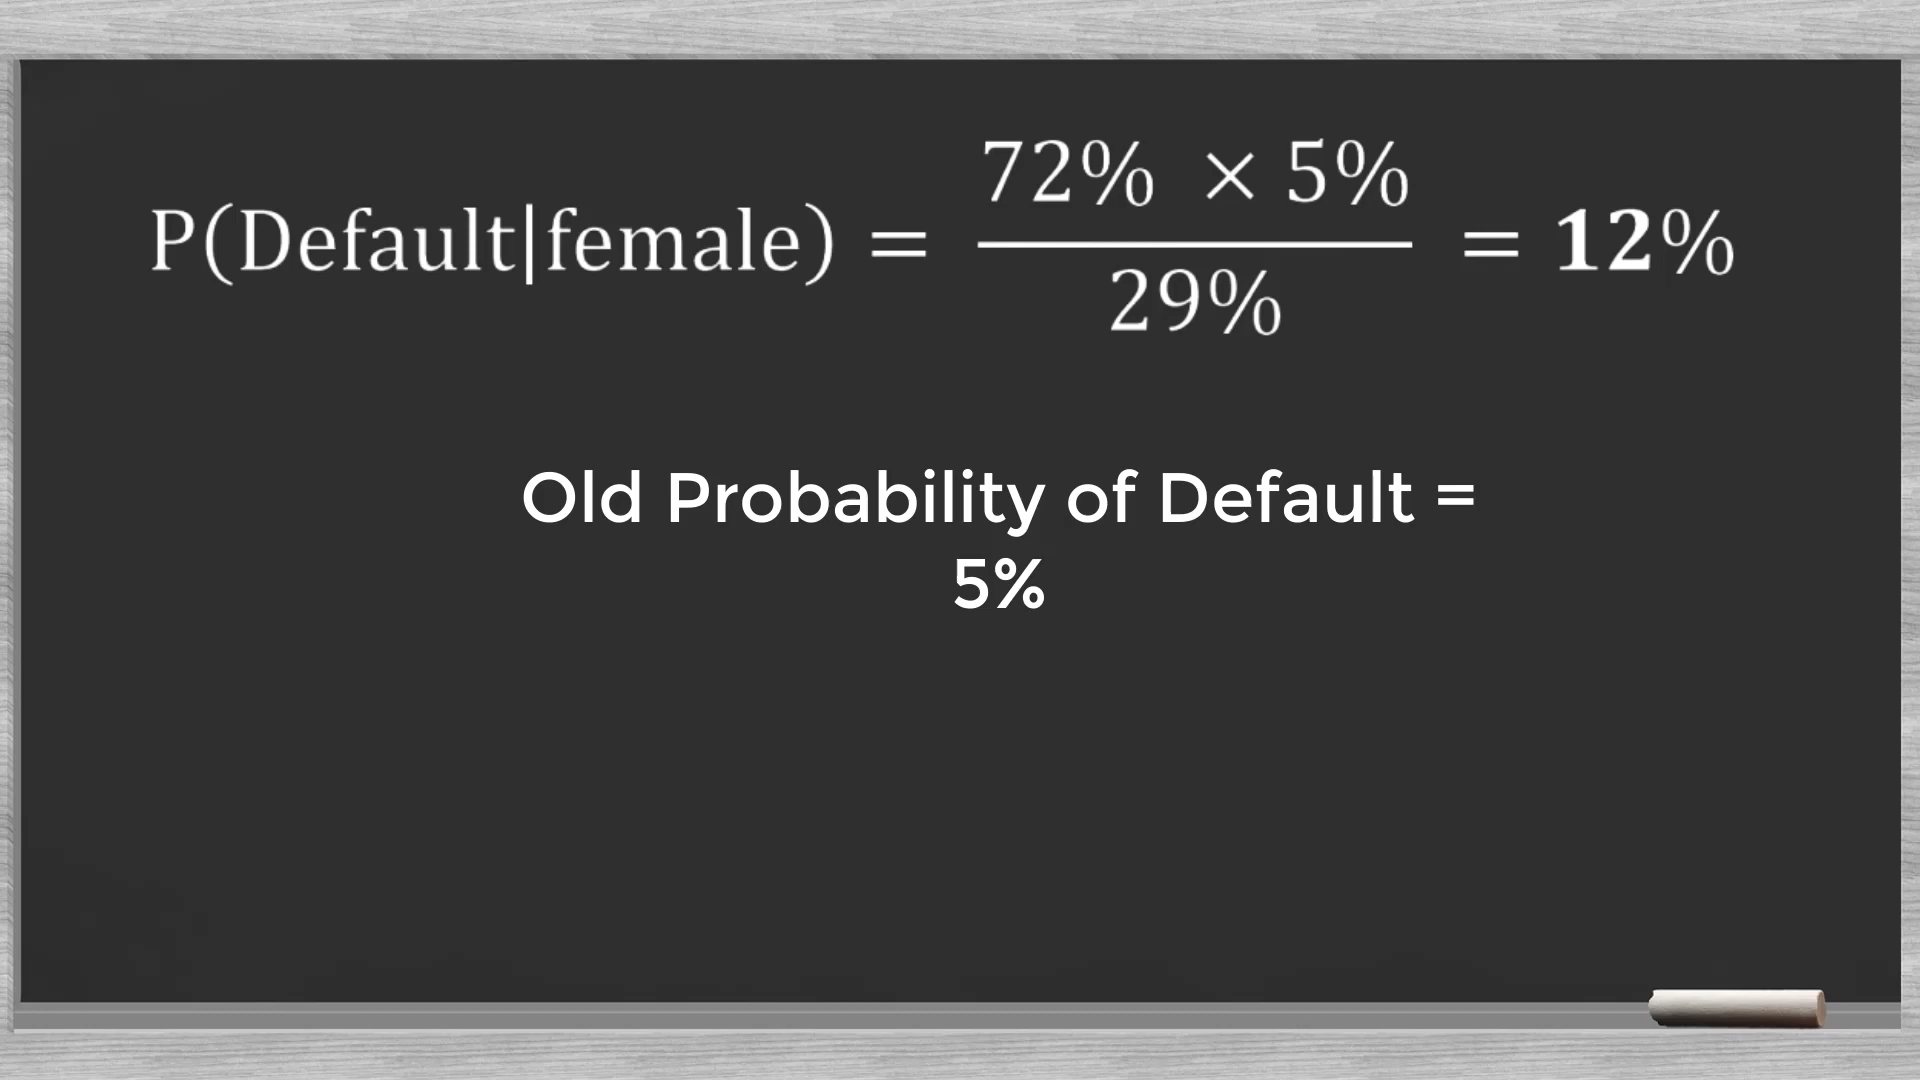 P(Default|female) = 72% × 5% / 29% = 12%
Old Probability of Default =
5%